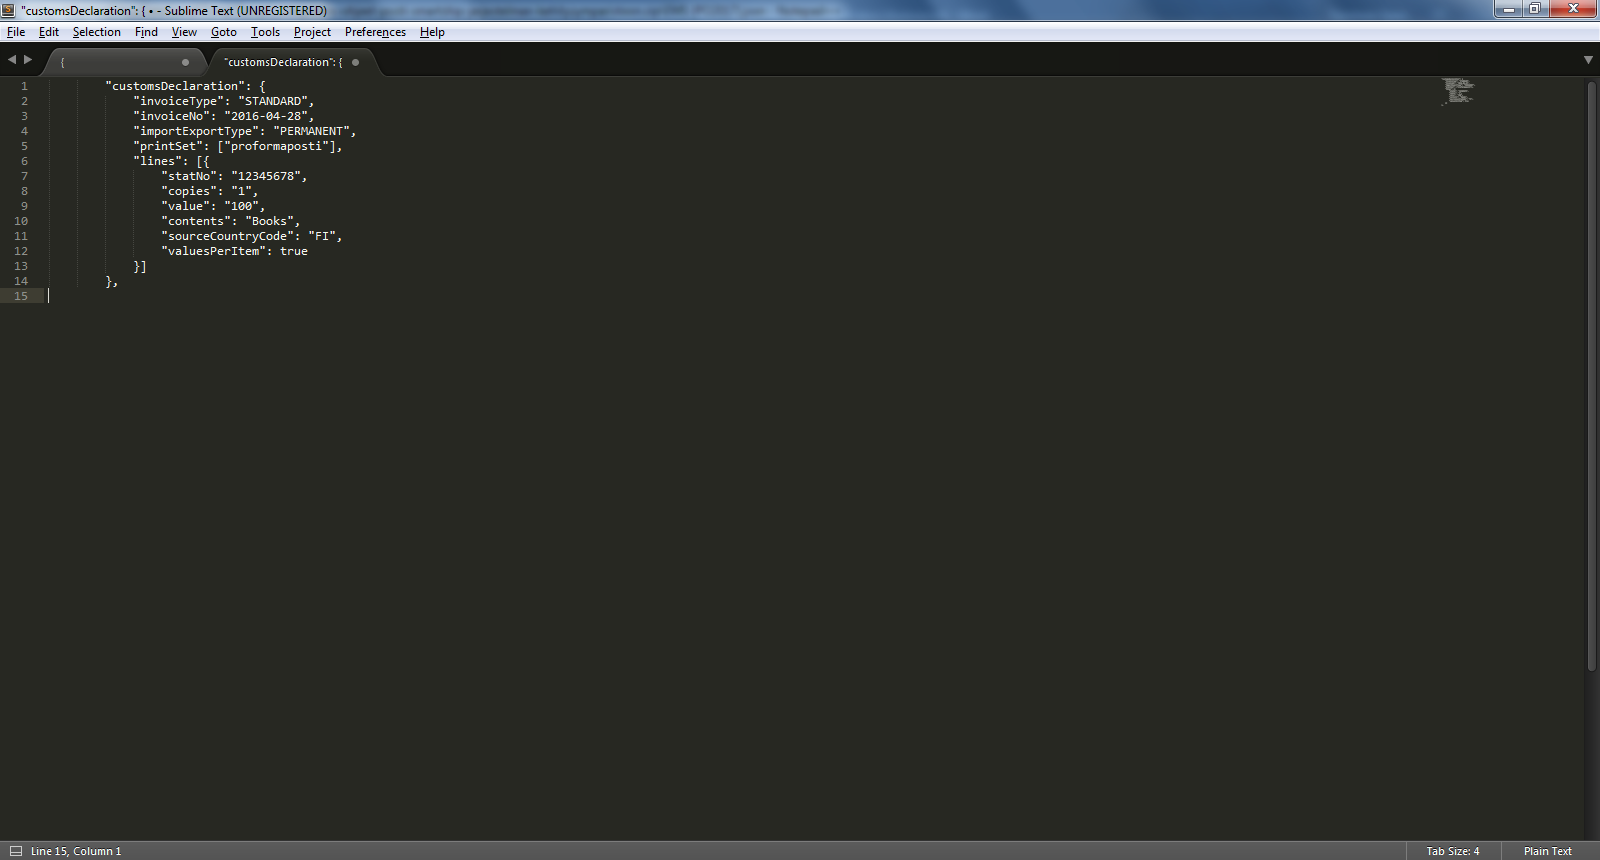 "customsDeclaration": { • - Sublime Text (UNREGISTERED)
File Edit Selection Find View Goto Tools Project Preferences Help
{ "customsDeclaration": {
1 "customsDeclaration": {
2 "invoiceType": "STANDARD",
3 "invoiceNo": "2016-04-28",
4 "importExportType": "PERMANENT",
5 "printSet": ["proformaposti"],
6 "lines": [{
7 "statNo": "12345678",
8 "copies": "1",
9 "value": "100",
10 "contents": "Books",
11 "sourceCountryCode": "FI",
12 "valuesPerItem": true
13 }]
14 },
15
Line 15, Column 1 Tab Size: 4 Plain Text